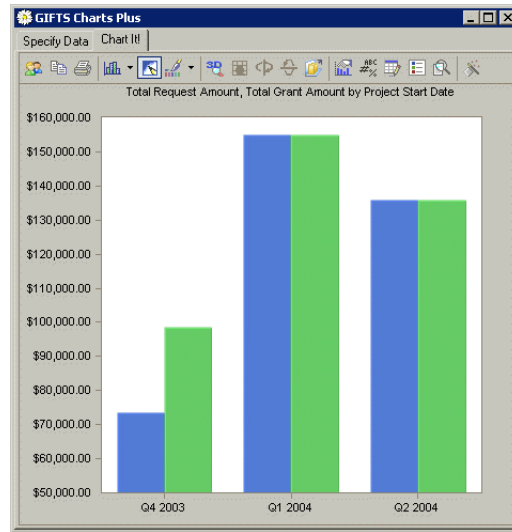 GIFTS Charts Plus
Specify Data Chart It!
3D ABC #%
Total Request Amount, Total Grant Amount by Project Start Date
$160,000.00
$150,000.00
$140,000.00
$130,000.00
$120,000.00
$110,000.00
$100,000.00
$90,000.00
$80,000.00
$70,000.00
$60,000.00
$50,000.00
Q4 2003 Q1 2004 Q2 2004